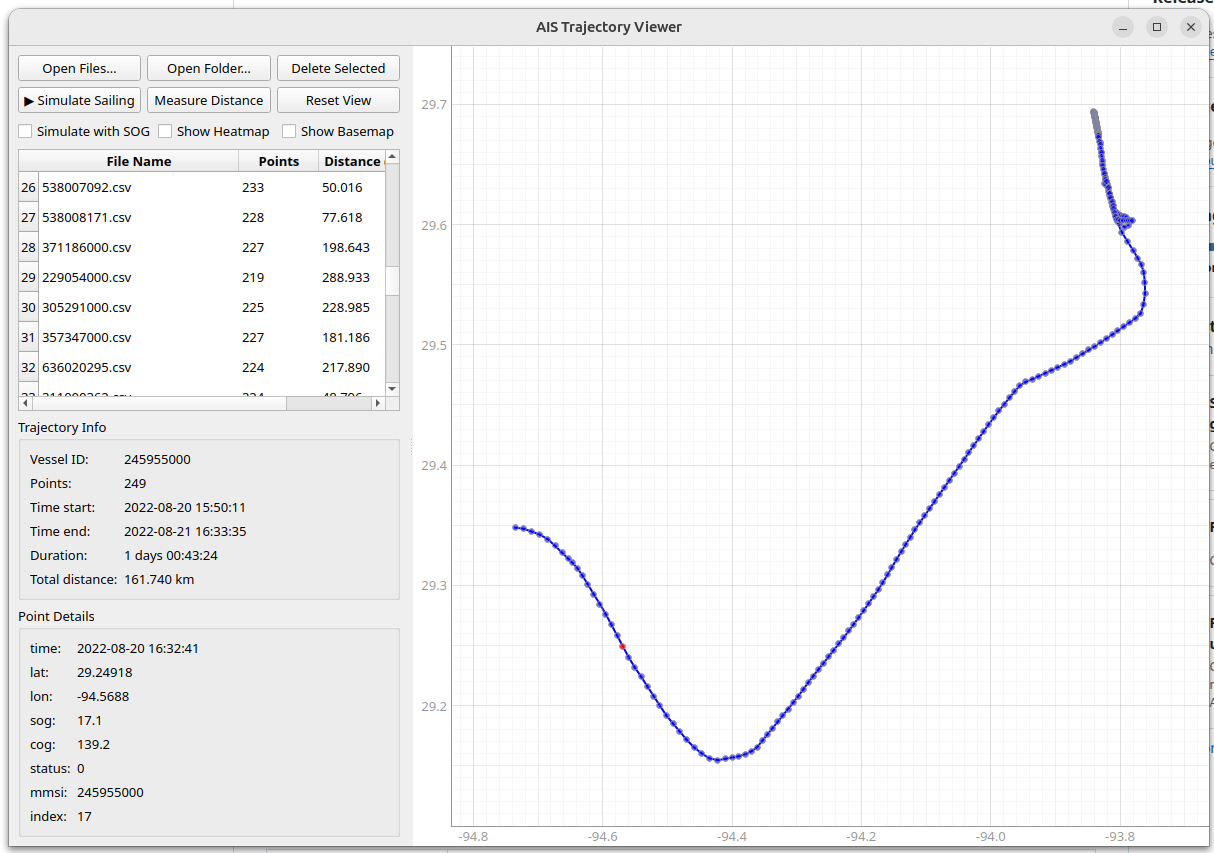 AIS Trajectory Viewer
Open Files... Open Folder... Delete Selected
▶ Simulate Sailing Measure Distance Reset View
Simulate with SOG Show Heatmap Show Basemap
File Name Points Distance
26 538007092.csv 233 50.016
27 538008171.csv 228 77.618
28 371186000.csv 227 198.643
29 229054000.csv 219 288.933
30 305291000.csv 225 228.985
31 357347000.csv 227 181.186
32 636020295.csv 224 217.890
Trajectory Info
Vessel ID: 245955000
Points: 249
Time start: 2022-08-20 15:50:11
Time end: 2022-08-21 16:33:35
Duration: 1 days 00:43:24
Total distance: 161.740 km
Point Details
time: 2022-08-20 16:32:41
lat: 29.24918
lon: -94.5688
sog: 17.1
cog: 139.2
status: 0
mmsi: 245955000
index: 17
29.7
29.6
29.5
29.4
29.3
29.2
-94.8 -94.6 -94.4 -94.2 -94.0 -93.8